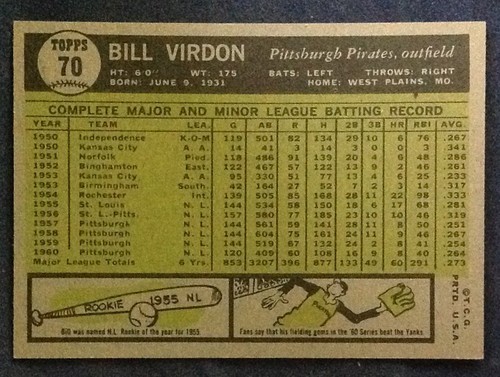 TOPPS
70
BILL VIRDON
Pittsburgh Pirates, outfield
HT: 6'0" WT: 175 BATS: LEFT THROWS: RIGHT
BORN: JUNE 9, 1931 HOME: WEST PLAINS, MO.
COMPLETE MAJOR AND MINOR LEAGUE BATTING RECORD
YEAR TEAM LEA. G AB R H 2B 3B HR RBI AVG.
1950 Independence K-O-M 119 501 82 134 29 10 6 76 .267
1950 Kansas City A. A. 14 41 3 14 3 0 0 3 .341
1951 Norfolk Pied. 118 486 91 139 20 4 6 48 .286
1952 Binghamton East. 122 467 57 122 13 9 2 46 .261
1953 Kansas City A. A. 95 330 51 77 13 4 6 25 .233
1953 Birmingham South. 42 164 27 52 7 2 3 14 .317
1954 Rochester Int. 139 505 85 168 28 11 22 98 .333
1955 St. Louis N. L. 144 534 58 150 18 6 17 68 .281
1956 St. L.-Pitts. N. L. 157 580 77 185 23 10 10 46 .319
1957 Pittsburgh N. L. 144 561 59 141 28 11 8 50 .251
1958 Pittsburgh N. L. 144 604 75 161 24 11 9 46 .267
1959 Pittsburgh N. L. 144 519 67 132 24 2 8 41 .254
1960 Pittsburgh N. L. 120 409 60 108 16 9 8 40 .264
Major League Totals 6 Yrs. 853 3207 396 877 133 49 60 291 .273
ROOKIE 1955 NL
Bill was named N.L. Rookie of the year for 1955.
Fans say that his fielding gems in the '60 Series beat the Yanks.
© T.C.G.
PRTD. U.S.A.